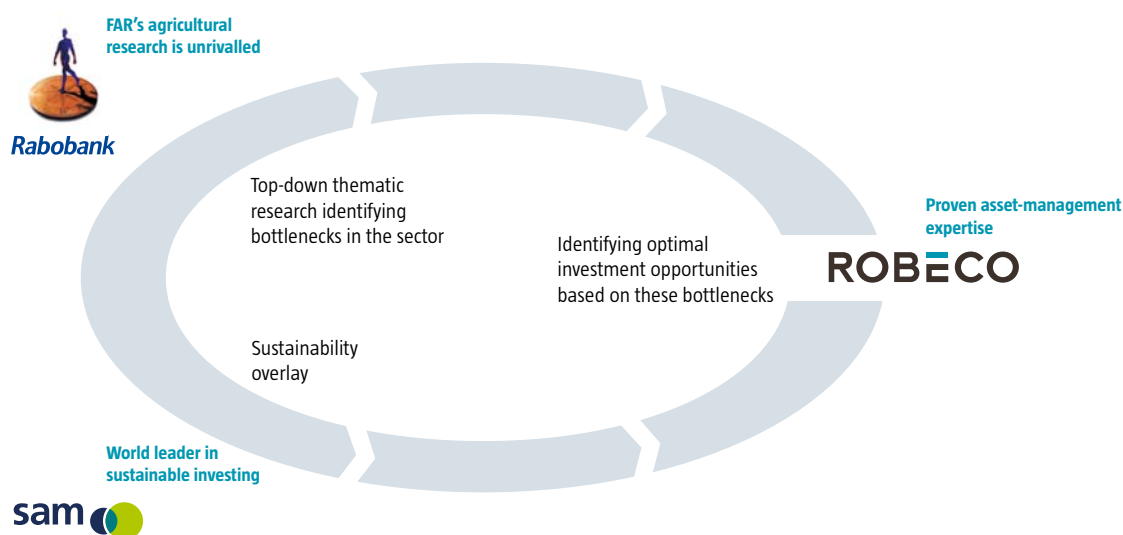 FAR's agricultural
research is unrivalled
Rabobank
Top-down thematic
research identifying
bottlenecks in the sector
Proven asset-management
expertise
ROBECO
Identifying optimal
investment opportunities
based on these bottlenecks
Sustainability
overlay
World leader in
sustainable investing
sam